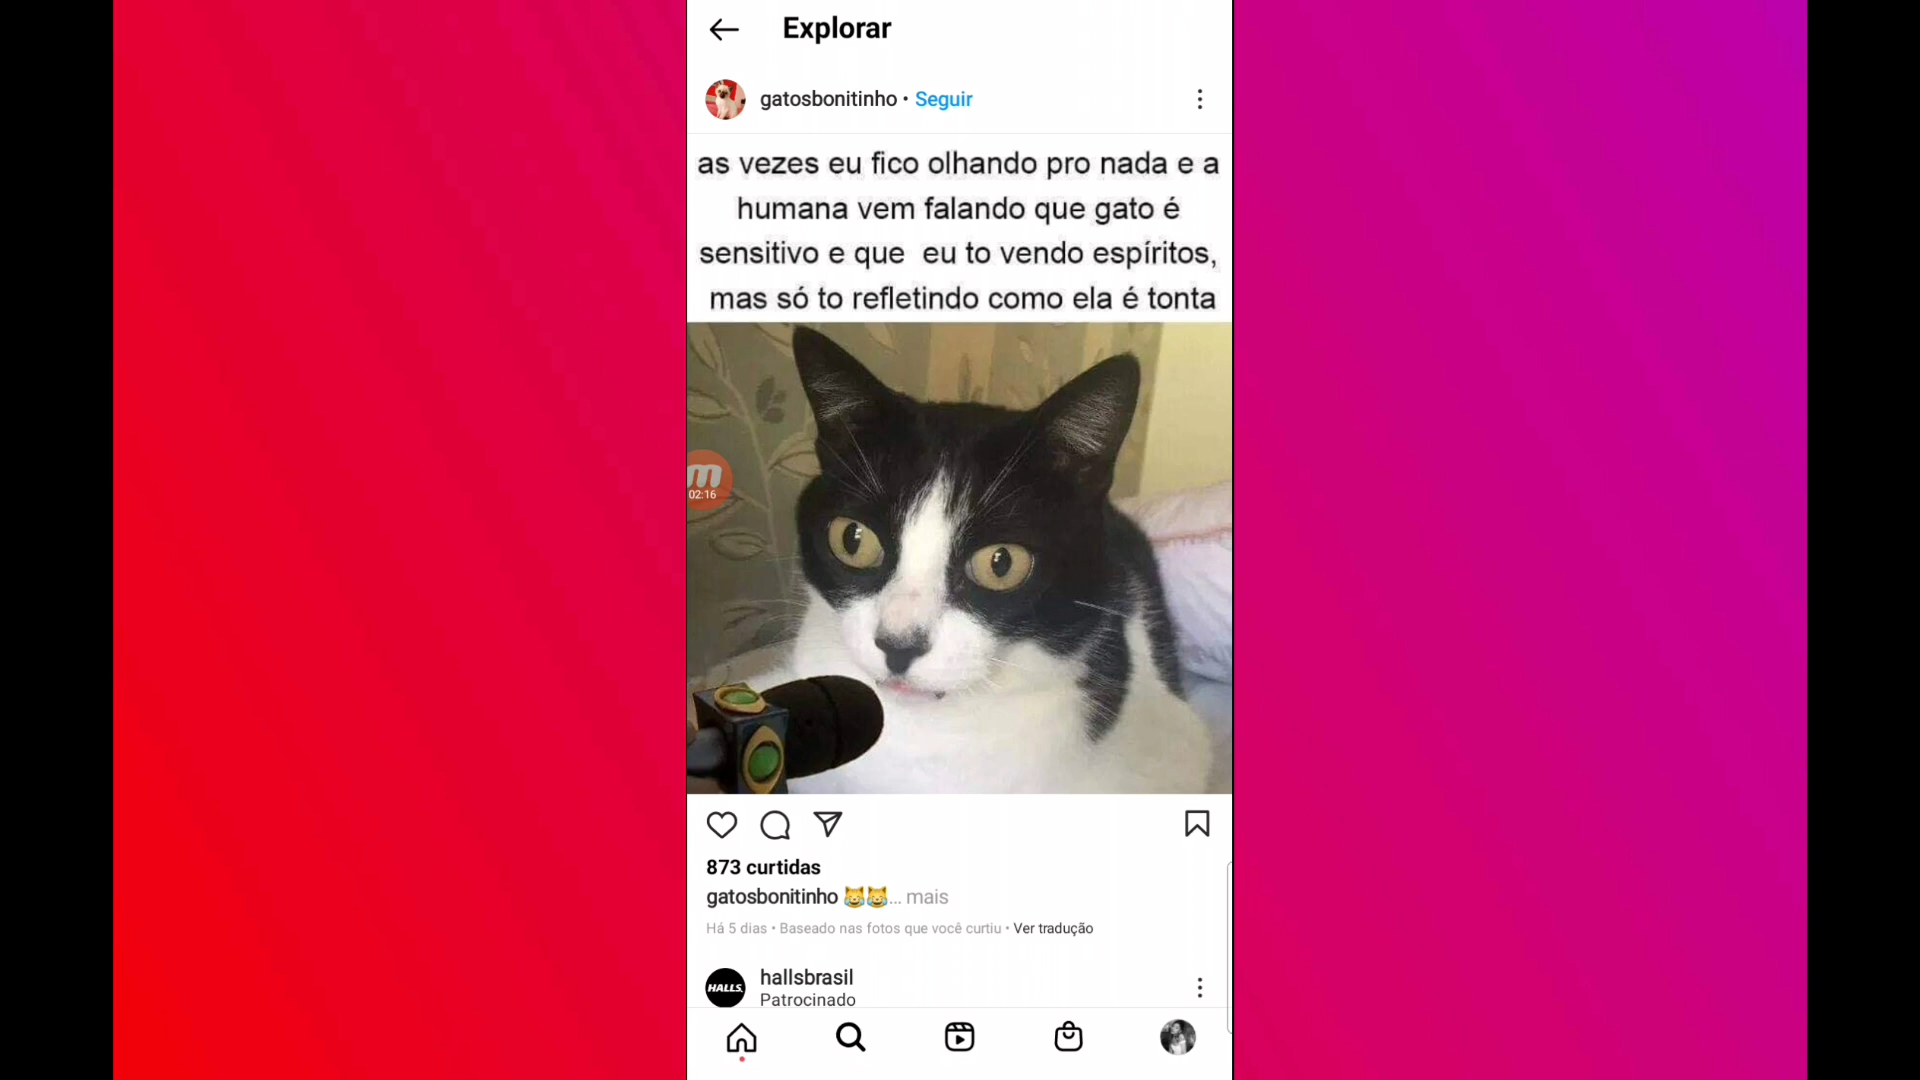 Explorar
gatosbonitinho • Seguir
as vezes eu fico olhando pro nada e a
humana vem falando que gato é
sensitivo e que eu to vendo espíritos,
mas só to refletindo como ela é tonta
m
02:16
873 curtidas
gatosbonitinho 😹😹... mais
Há 5 dias • Baseado nas fotos que você curtiu • Ver tradução
HALLS.
hallsbrasil
Patrocinado